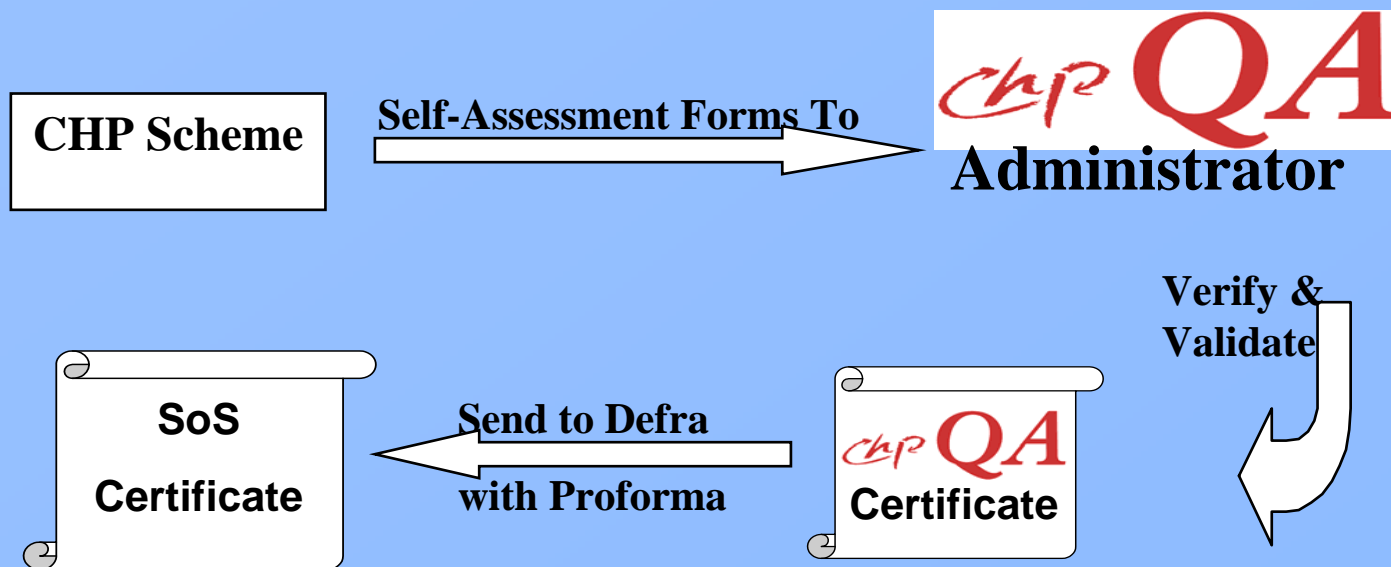 CHP Scheme
Self-Assessment Forms To
chp QA
Administrator
Verify &
Validate
chp QA
Certificate
Send to Defra
with Proforma
SoS
Certificate